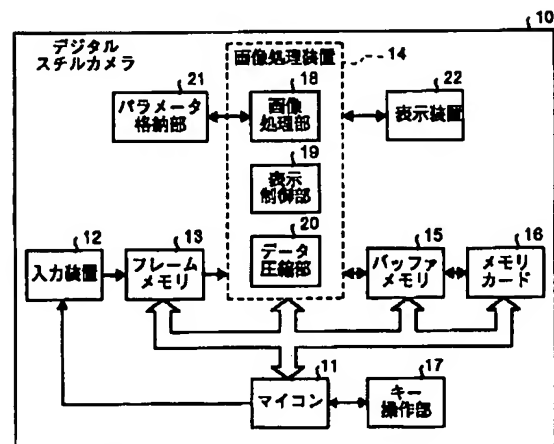 10
デジタル
スチルカメラ
画像処理装置
14
21
パラメータ
格納部
18
画像
処理部
22
表示装置
19
表示
制御部
12
入力装置
13
フレーム
メモリ
20
データ
圧縮部
15
バッファ
メモリ
16
メモリ
カード
11
マイコン
17
キー
操作部